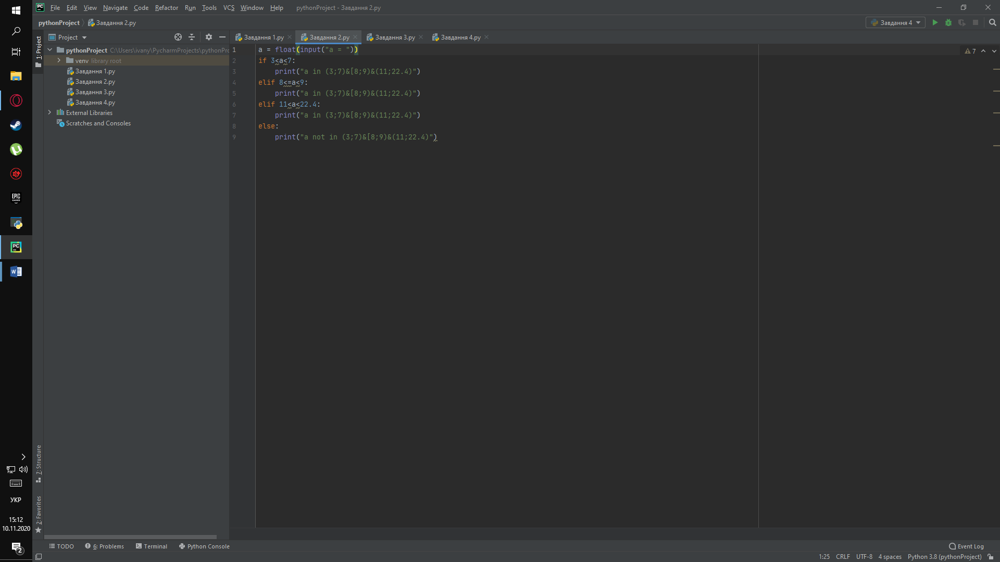 File Edit View Navigate Code Refactor Run Tools VCS Window Help pythonProject - Завдання 2.py
pythonProject Завдання 2.py Завдання 4
Project
Завдання 1.py Завдання 2.py Завдання 3.py Завдання 4.py
1: Project
pythonProject C:\Users\ivany\PycharmProjects\pythonPro
venv library root
Завдання 1.py
Завдання 2.py
Завдання 3.py
Завдання 4.py
External Libraries
Scratches and Consoles
1 a = float(input("a = "))
2 if 3<a<7:
3 print("a in (3;7)&[8;9)&(11;22.4)")
4 elif 8<=a<9:
5 print("a in (3;7)&[8;9)&(11;22.4)")
6 elif 11<a<22.4:
7 print("a in (3;7)&[8;9)&(11;22.4)")
8 else:
9 print("a not in (3;7)&[8;9)&(11;22.4)")
7
EPIC
GAMES
PC
W
7: Structure
2: Favorites
УКР
15:12
10.11.2020
2
TODO 6: Problems Terminal Python Console Event Log
1:25 CRLF UTF-8 4 spaces Python 3.8 (pythonProject)